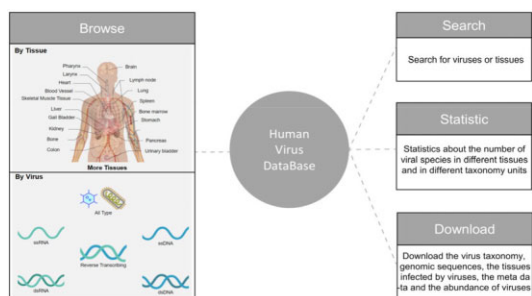 Browse
By Tissue
Pharynx
Larynx
Heart
Blood Vessel
Skeletal Muscle Tissue
Liver
Gall Bladder
Kidney
Bone
Colon
Brain
Lymph node
Lung
Spleen
Bone marrow
Stomach
Pancreas
Urinary bladder
More Tissues
By Virus
All Type
ssRNA
ssDNA
Reverse Transcribing
dsRNA
dsDNA
Human
Virus
DataBase
Search
Search for viruses or tissues
Statistic
Statistics about the number of
viral species in different tissues
and in different taxonomy units
Download
Download the virus taxonomy,
genomic sequences, the tissues
infected by viruses, the meta da
-ta and the abundance of viruses